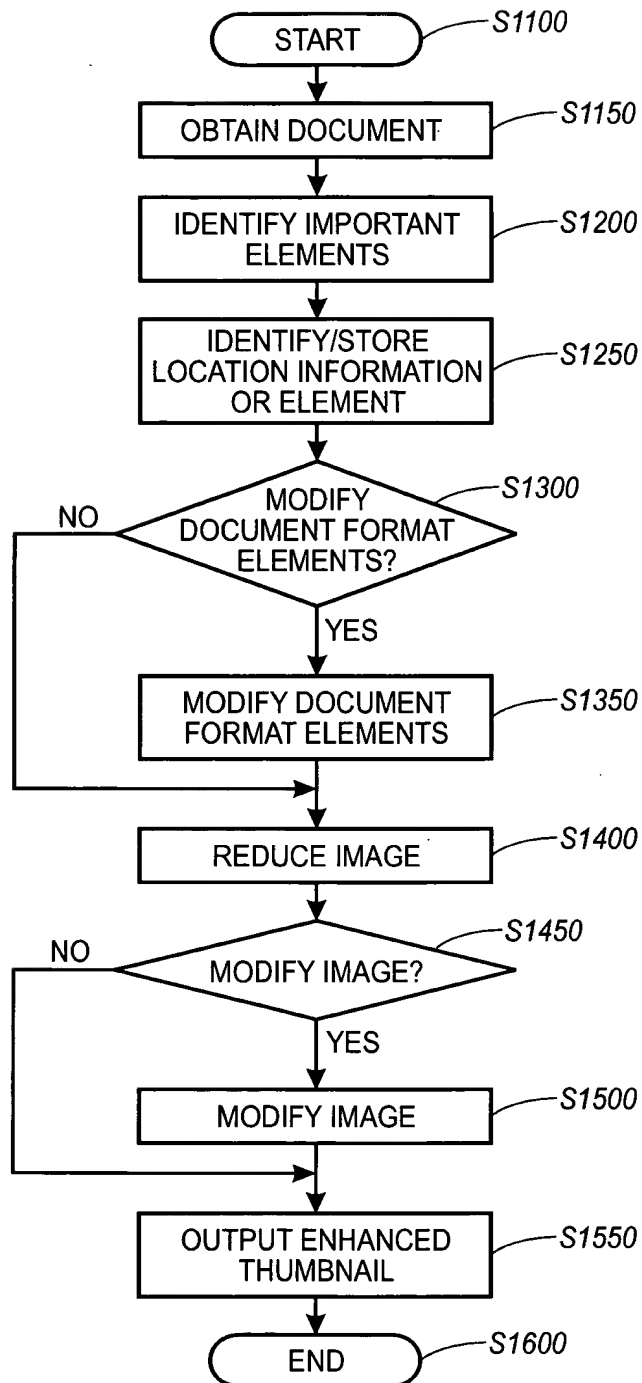 START
S1100
OBTAIN DOCUMENT
S1150
IDENTIFY IMPORTANT
ELEMENTS
S1200
IDENTIFY/STORE
LOCATION INFORMATION
OR ELEMENT
S1250
MODIFY
DOCUMENT FORMAT
ELEMENTS?
S1300
NO
YES
MODIFY DOCUMENT
FORMAT ELEMENTS
S1350
REDUCE IMAGE
S1400
MODIFY IMAGE?
S1450
NO
YES
MODIFY IMAGE
S1500
OUTPUT ENHANCED
THUMBNAIL
S1550
END
S1600